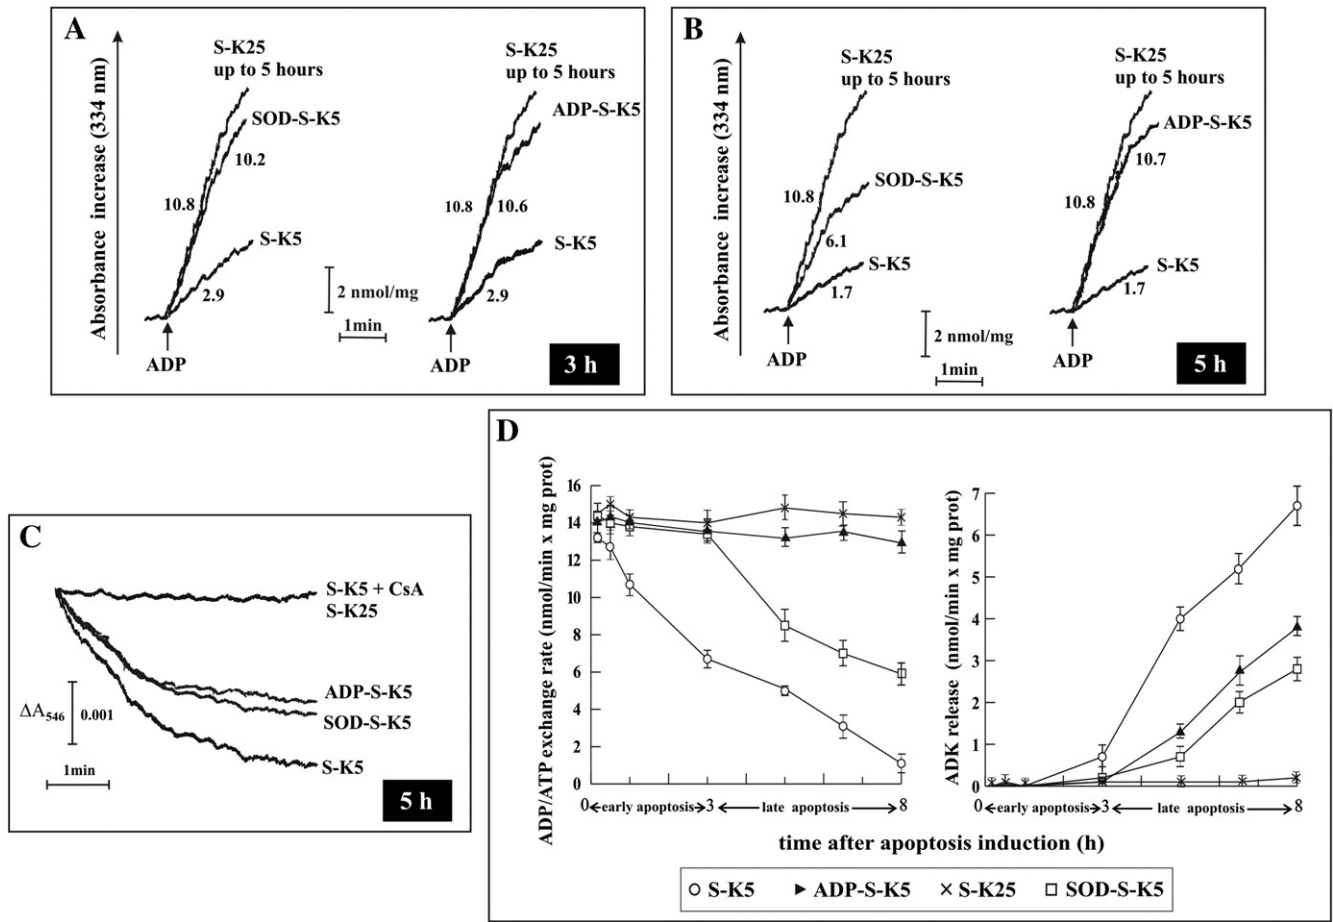 A
Absorbance increase (334 nm)
S-K25
up to 5 hours
SOD-S-K5
10.2
10.8
S-K5
2.9
ADP
S-K25
up to 5 hours
ADP-S-K5
10.8
10.6
S-K5
2.9
ADP
2 nmol/mg
1min
3 h
B
Absorbance increase (334 nm)
S-K25
up to 5 hours
10.8
SOD-S-K5
6.1
S-K5
1.7
ADP
S-K25
up to 5 hours
ADP-S-K5
10.7
10.8
S-K5
1.7
ADP
2 nmol/mg
1min
5 h
C
S-K5 + CsA
S-K25
ADP-S-K5
SOD-S-K5
S-K5
ΔA546
0.001
1min
5 h
D
ADP/ATP exchange rate (nmol/min x mg prot)
16
14
12
10
8
6
4
2
0
0 early apoptosis 3 late apoptosis 8
ADK release (nmol/min x mg prot)
7
6
5
4
3
2
1
0
0 early apoptosis 3 late apoptosis 8
time after apoptosis induction (h)
S-K5 ADP-S-K5 S-K25 SOD-S-K5